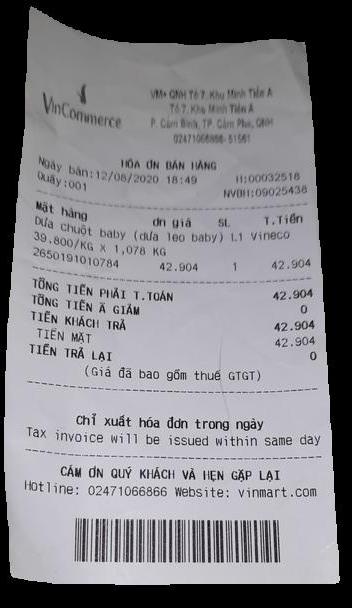 VinCommerce
VM+ QNH Tổ 7, Khu Minh Tiến A
Tổ 7, Khu Minh Tiến A
P. Cẩm Bình, TP. Cẩm Phả, QNH
02471066866-51561
HÓA ƠN BÁN HÀNG
Ngày bán:12/08/2020 18:49 H:00032518
Quầy:001 NVBH:09025438
Mặt hàng ơn giá SL T.Tiền
Dưa chuột baby (dưa leo baby) L1 Vineco
39.800/KG X 1,078 KG
2650191010784 42.904 1 42.904
TỔNG TIỀN PHẢI T.TOÁN 42.904
TỔNG TIỀN Ã GIẢM 0
TIỀN KHÁCH TRẢ 42.904
TIỀN MẶT 42.904
TIỀN TRẢ LẠI 0
(Giá đã bao gồm thuế GTGT)
Chỉ xuất hóa đơn trong ngày
Tax invoice will be issued within same day
CẢM ƠN QUÝ KHÁCH VÀ HẸN GẶP LẠI
Hotline: 02471066866 Website: vinmart.com